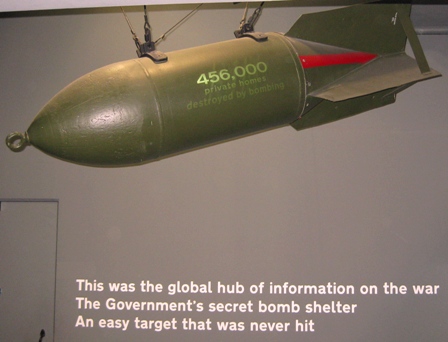 456,000
private homes
destroyed by bombing
This was the global hub of information on the war
The Government's secret bomb shelter
An easy target that was never hit